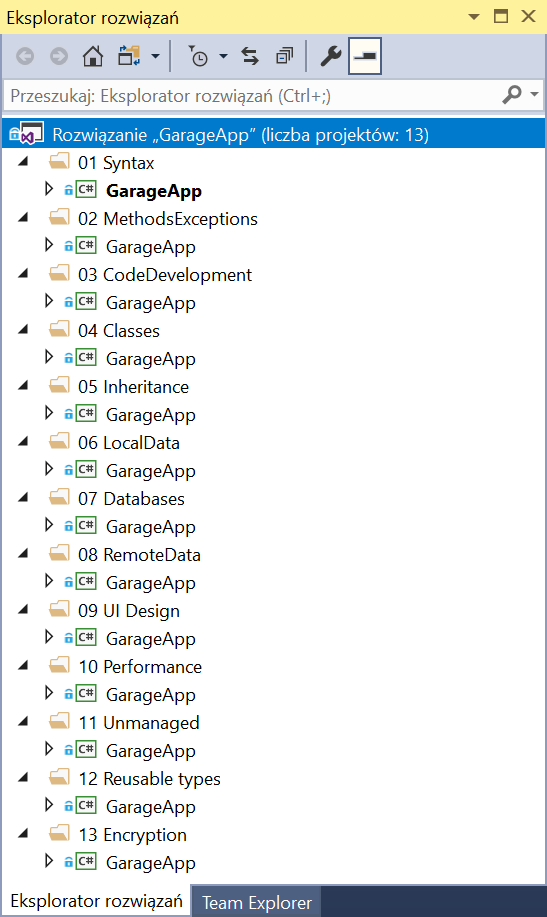 Eksplorator rozwiązań
Przeszukaj: Eksplorator rozwiązań (Ctrl+;)
Rozwiązanie „GarageApp” (liczba projektów: 13)
01 Syntax
C# GarageApp
02 MethodsExceptions
C# GarageApp
03 CodeDevelopment
C# GarageApp
04 Classes
C# GarageApp
05 Inheritance
C# GarageApp
06 LocalData
C# GarageApp
07 Databases
C# GarageApp
08 RemoteData
C# GarageApp
09 UI Design
C# GarageApp
10 Performance
C# GarageApp
11 Unmanaged
C# GarageApp
12 Reusable types
C# GarageApp
13 Encryption
C# GarageApp
Eksplorator rozwiązań Team Explorer